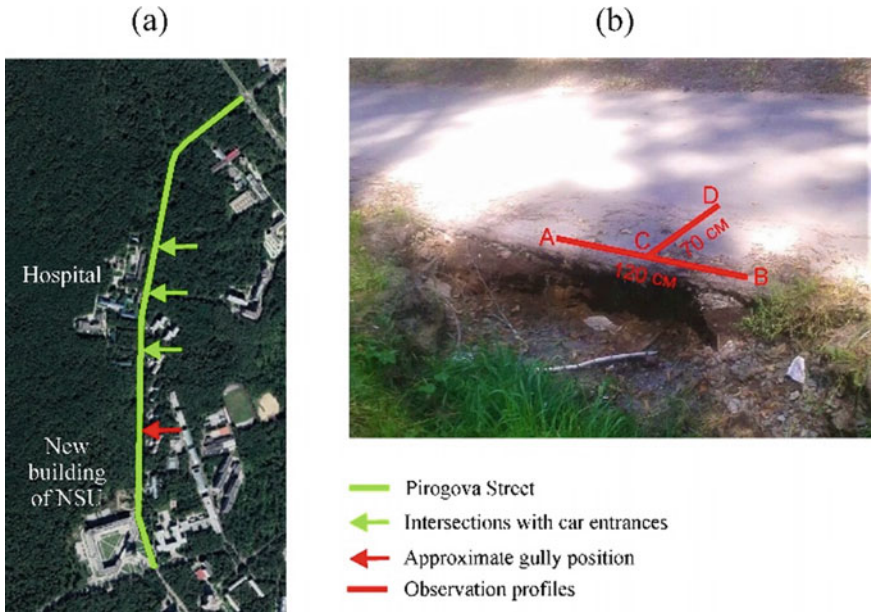 (a)
(b)
Hospital
New
building
of NSU
A
C
D
B
70 см
120 см
Pirogova Street
Intersections with car entrances
Approximate gully position
Observation profiles